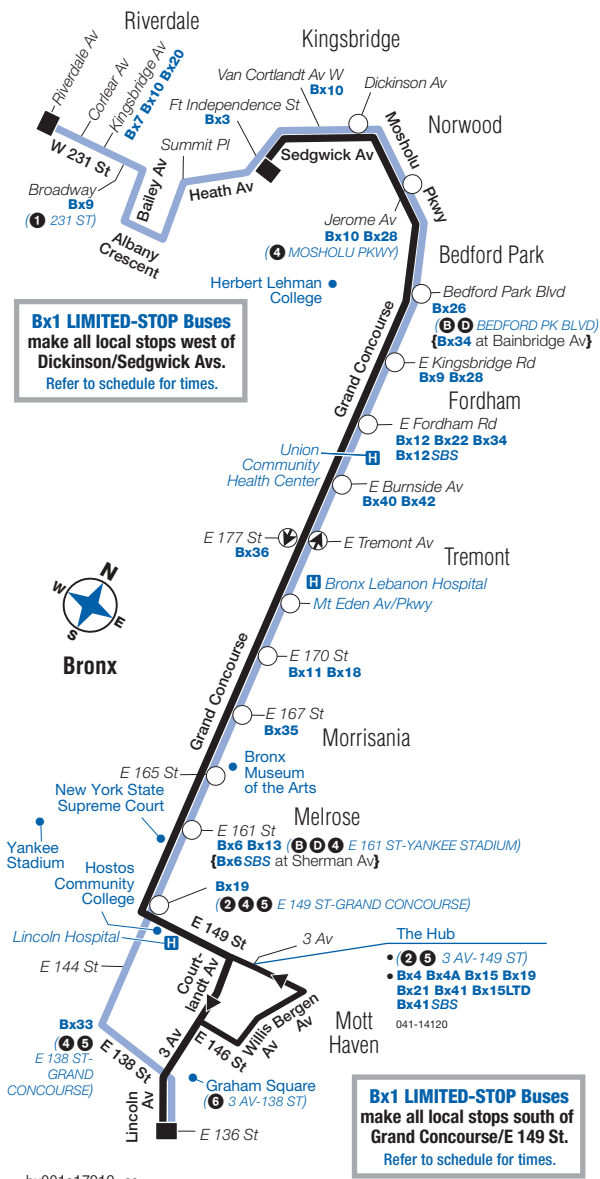 Riverdale
Kingsbridge
Riverdale Av
Corlear Av
Kingsbridge Av
Bx7 Bx10 Bx20
Van Cortlandt Av W
Bx10
Dickinson Av
Ft Independence St
Bx3
Norwood
W 231 St
Summit Pl
Sedgwick Av
Mosholu
Pkwy
Broadway
Bx9
(1 231 ST)
Bailey Av
Heath Av
Albany
Crescent
Jerome Av
Bx10 Bx28
(4 MOSHOLU PKWY)
Bedford Park
Herbert Lehman
College
Bedford Park Blvd
Bx26
(B D BEDFORD PK BLVD)
{Bx34 at Bainbridge Av}
Bx1 LIMITED-STOP Buses
make all local stops west of
Dickinson/Sedgwick Avs.
Refer to schedule for times.
Grand Concourse
E Kingsbridge Rd
Bx9 Bx28
Fordham
E Fordham Rd
Bx12 Bx22 Bx34
Bx12SBS
Union
Community
Health Center
H
E Burnside Av
Bx40 Bx42
E 177 St
Bx36
E Tremont Av
Tremont
N
W
E
S
Bronx
H Bronx Lebanon Hospital
Mt Eden Av/Pkwy
E 170 St
Bx11 Bx18
Grand Concourse
E 167 St
Bx35
Morrisania
E 165 St
Bronx
Museum
of the Arts
New York State
Supreme Court
Melrose
E 161 St
Bx6 Bx13 (B D 4 E 161 ST-YANKEE STADIUM)
{Bx6SBS at Sherman Av}
Yankee
Stadium
Hostos
Community
College
Bx19
(2 4 5 E 149 ST-GRAND CONCOURSE)
Lincoln Hospital
H
E 149 St
3 Av
The Hub
• (2 5 3 AV-149 ST)
• Bx4 Bx4A Bx15 Bx19
Bx21 Bx41 Bx15LTD
Bx41SBS
041-14120
E 144 St
Court-
landt Av
Willis Bergen
Av Av
E 146 St
Mott
Haven
Bx33
(4 5
E 138 ST-
GRAND
CONCOURSE)
E 138 St
3 Av
Graham Square
(6 3 AV-138 ST)
Lincoln
Av
E 136 St
Bx1 LIMITED-STOP Buses
make all local stops south of
Grand Concourse/E 149 St.
Refer to schedule for times.